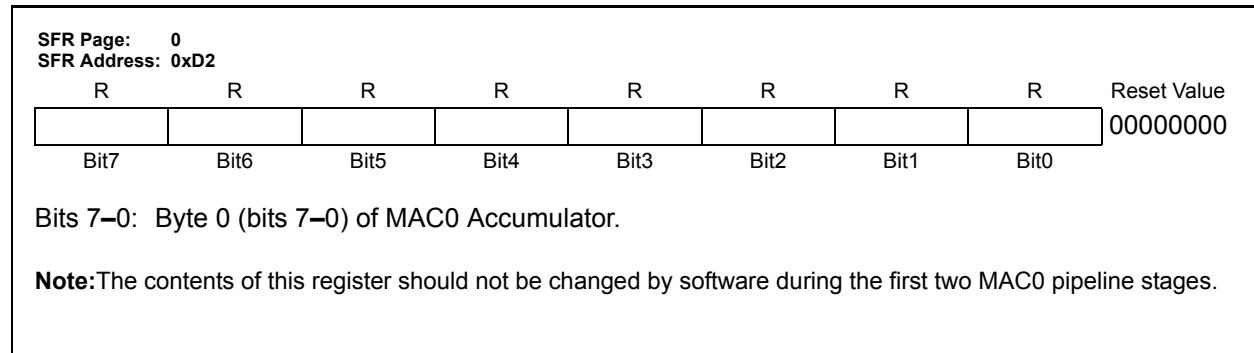 SFR Page: 0
SFR Address: 0xD2
R R R R R R R R Reset Value
00000000
Bit7 Bit6 Bit5 Bit4 Bit3 Bit2 Bit1 Bit0
Bits 7–0: Byte 0 (bits 7–0) of MAC0 Accumulator.
Note:The contents of this register should not be changed by software during the first two MAC0 pipeline stages.